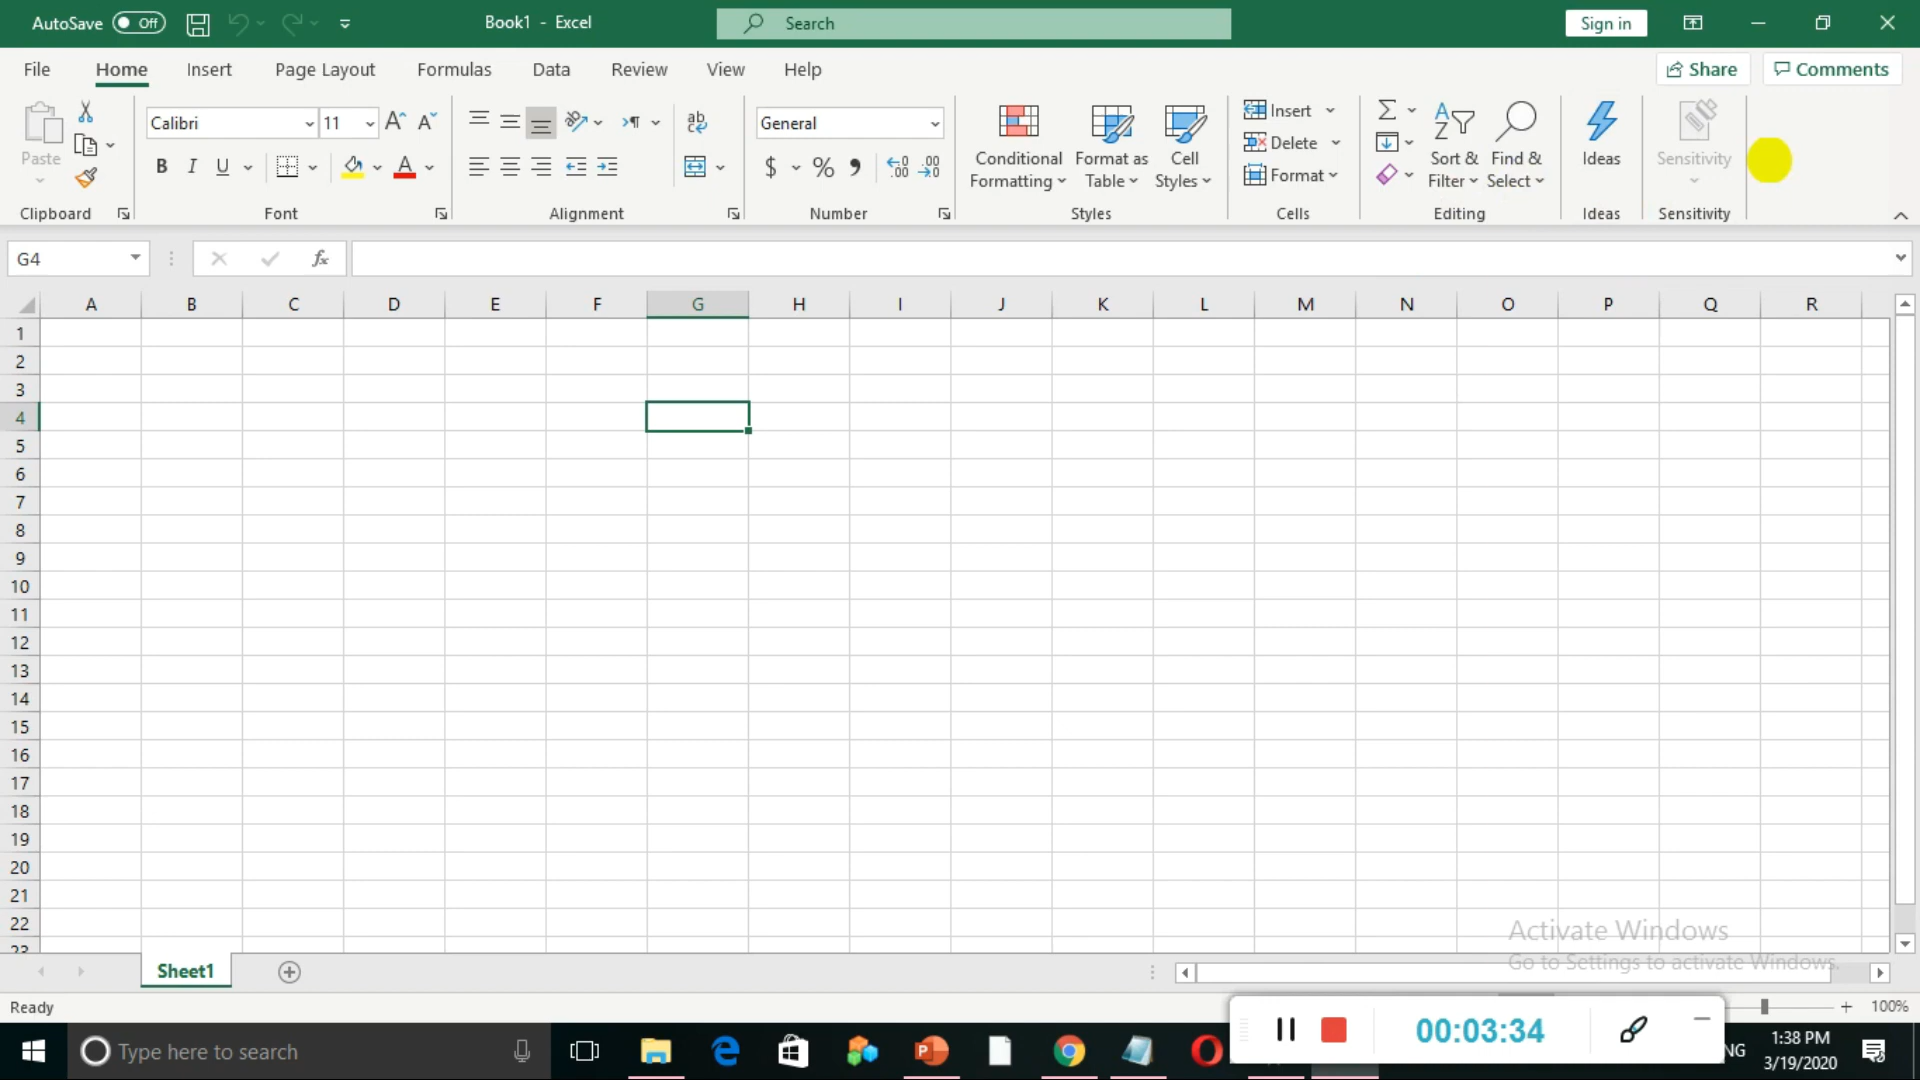 AutoSave Off Book1 - Excel Search Sign in
File Home Insert Page Layout Formulas Data Review View Help Share Comments
Calibri 11 General Insert
Paste Conditional Format as Cell Delete Sort & Find & Ideas Sensitivity
B I U $ % Formatting Table Styles Format Filter Select
Clipboard Font Alignment Number Styles Cells Editing Ideas Sensitivity
G4 fx
A B C D E F G H I J K L M N O P Q R
1
2
3
4
5
6
7
8
9
10
11
12
13
14
15
16
17
18
19
20
21
22
23
Activate Windows
Go to Settings to activate Windows.
Sheet1
Ready 100%
Type here to search 00:03:34 NG 1:38 PM
3/19/2020